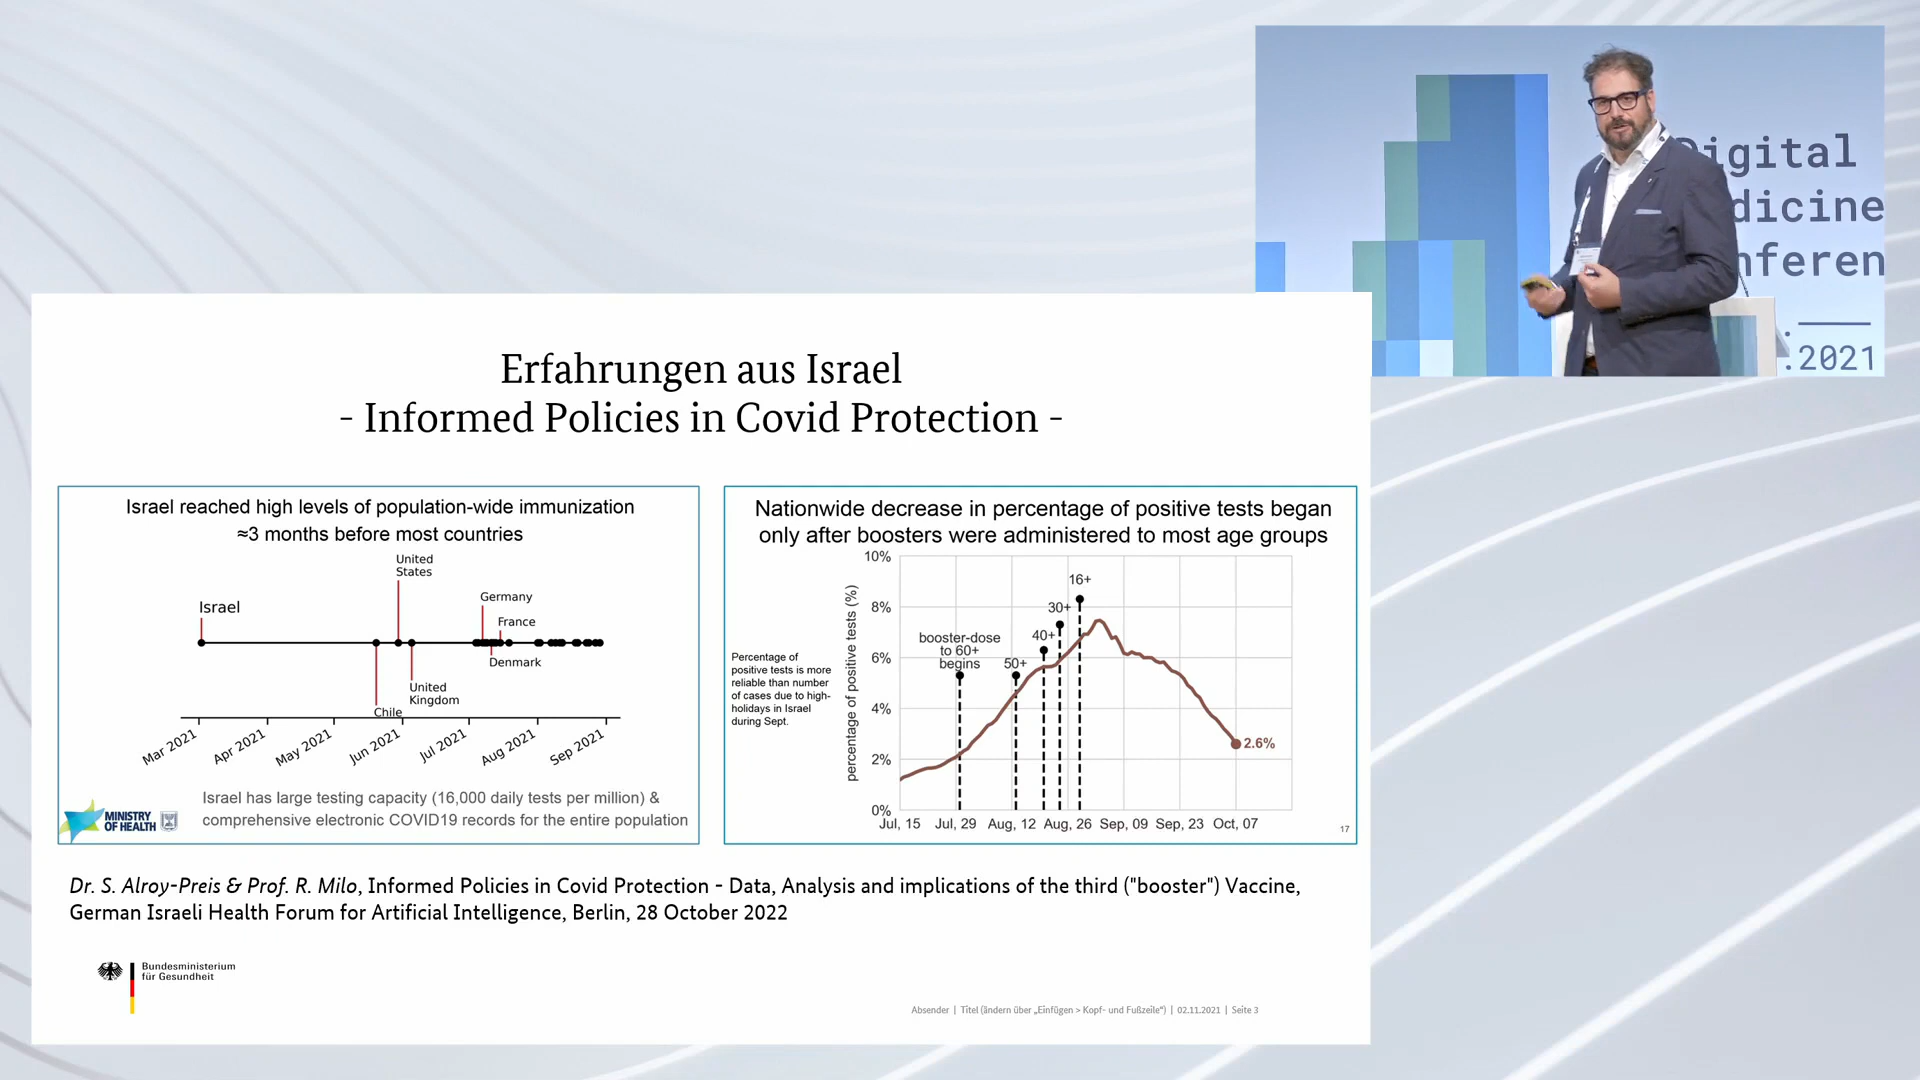 Digital
dicine
nferen
:2021
Erfahrungen aus Israel
- Informed Policies in Covid Protection -
Israel reached high levels of population-wide immunization
≈3 months before most countries
United
States
Israel
Germany
France
Denmark
United
Kingdom
Chile
Mar 2021
Apr 2021
May 2021
Jun 2021
Jul 2021
Aug 2021
Sep 2021
MINISTRY
OF HEALTH
Israel has large testing capacity (16,000 daily tests per million) &
comprehensive electronic COVID19 records for the entire population
Nationwide decrease in percentage of positive tests began
only after boosters were administered to most age groups
Percentage of
positive tests is more
reliable than number
of cases due to high-
holidays in Israel
during Sept.
percentage of positive tests (%)
10%
8%
6%
4%
2%
0%
booster-dose
to 60+
begins
50+
40+
30+
16+
2.6%
Jul, 15 Jul, 29 Aug, 12 Aug, 26 Sep, 09 Sep, 23 Oct, 07
17
Dr. S. Alroy-Preis & Prof. R. Milo, Informed Policies in Covid Protection - Data, Analysis and implications of the third ("booster") Vaccine,
German Israeli Health Forum for Artificial Intelligence, Berlin, 28 October 2022
Bundesministerium
für Gesundheit
Absender | Titel (ändern über „Einfügen > Kopf- und Fußzeile“) | 02.11.2021 | Seite 3